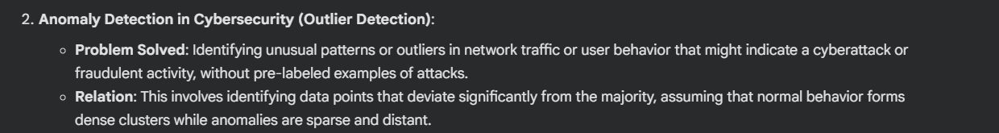 2. Anomaly Detection in Cybersecurity (Outlier Detection):
◦ Problem Solved: Identifying unusual patterns or outliers in network traffic or user behavior that might indicate a cyberattack or
fraudulent activity, without pre-labeled examples of attacks.
◦ Relation: This involves identifying data points that deviate significantly from the majority, assuming that normal behavior forms
dense clusters while anomalies are sparse and distant.